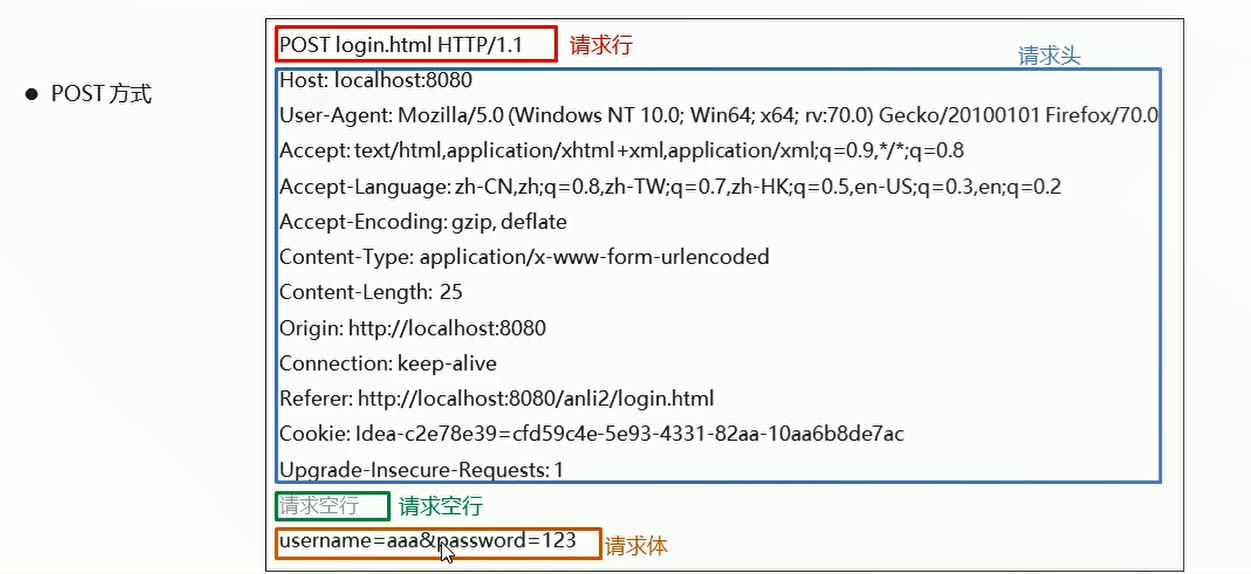 POST login.html HTTP/1.1 请求行
请求头
● POST 方式
Host: localhost:8080
User-Agent: Mozilla/5.0 (Windows NT 10.0; Win64; x64; rv:70.0) Gecko/20100101 Firefox/70.0
Accept: text/html,application/xhtml+xml,application/xml;q=0.9,*/*;q=0.8
Accept-Language: zh-CN,zh;q=0.8,zh-TW;q=0.7,zh-HK;q=0.5,en-US;q=0.3,en;q=0.2
Accept-Encoding: gzip, deflate
Content-Type: application/x-www-form-urlencoded
Content-Length: 25
Origin: http://localhost:8080
Connection: keep-alive
Referer: http://localhost:8080/anli2/login.html
Cookie: Idea-c2e78e39=cfd59c4e-5e93-4331-82aa-10aa6b8de7ac
Upgrade-Insecure-Requests: 1
请求空行 请求空行
username=aaa&password=123 请求体